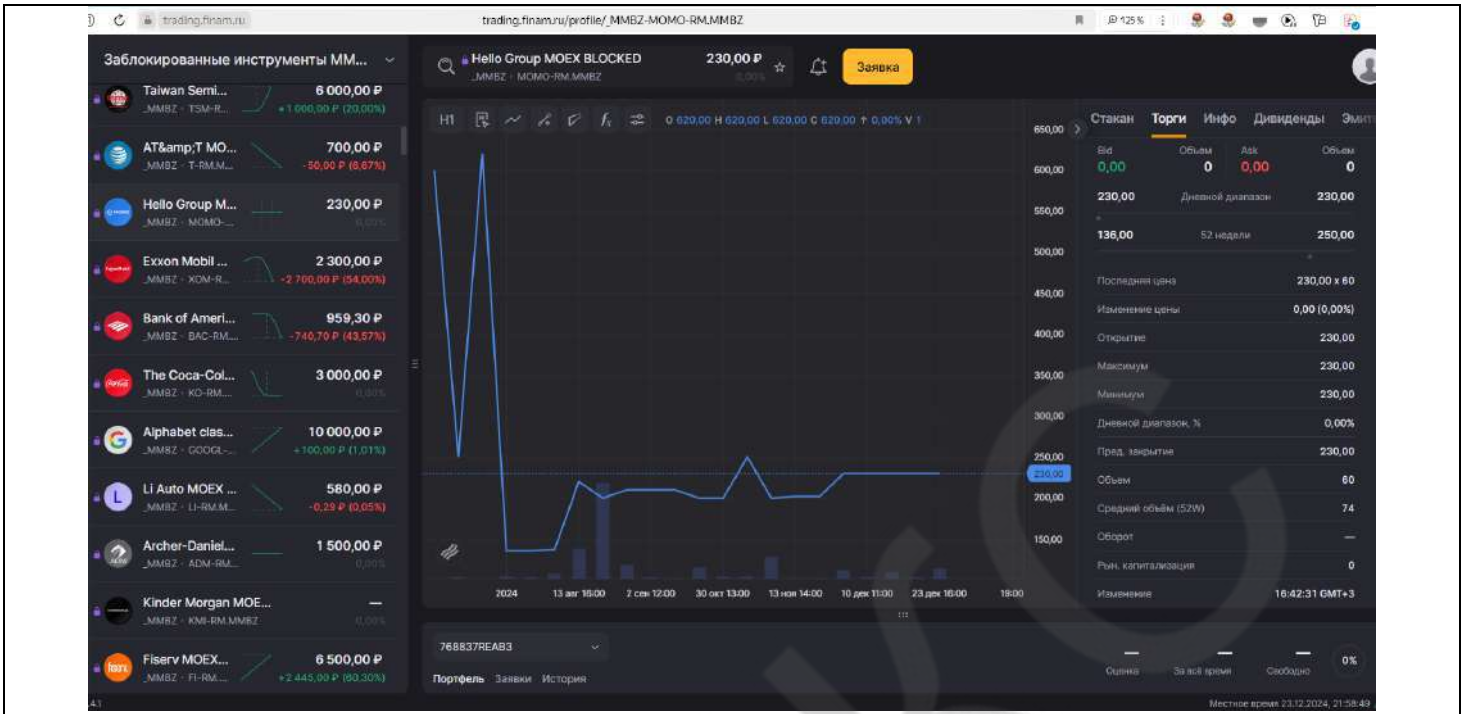 trading.finam.ru
trading.finam.ru/profile/_MMBZ-MOMO-RM.MMBZ
125 %
Заблокированные инструменты MM...
Hello Group MOEX BLOCKED
230,00 ₽
0,00%
_MMBZ · MOMO-RM.MMBZ
Заявка
Taiwan Semi...
6 000,00 ₽
_MMBZ · TSM-R...
+1 000,00 ₽ (20,00%)
AT&amp;T MO...
700,00 ₽
_MMBZ · T-RM.M...
-50,00 ₽ (6,67%)
Hello Group M...
230,00 ₽
_MMBZ · MOMO-...
0,00%
Exxon Mobil ...
2 300,00 ₽
_MMBZ · XOM-R...
-2 700,00 ₽ (54,00%)
Bank of Ameri...
959,30 ₽
_MMBZ · BAC-RM....
-740,70 ₽ (43,57%)
The Coca-Col...
3 000,00 ₽
_MMBZ · KO-RM....
0,00%
Alphabet clas...
10 000,00 ₽
_MMBZ · GOOGL-...
+100,00 ₽ (1,01%)
Li Auto MOEX ...
580,00 ₽
_MMBZ · LI-RM.M...
-0,29 ₽ (0,05%)
Archer-Daniel...
1 500,00 ₽
_MMBZ · ADM-RM...
0,00%
Kinder Morgan MOE...
—
_MMBZ · KMI-RM.MMBZ
0,00%
Fiserv MOEX...
6 500,00 ₽
_MMBZ · FI-RM....
+2 445,00 ₽ (60,30%)
H1
O 620,00 H 620,00 L 620,00 C 620,00 ↑ 0,00% V 1
650,00
600,00
550,00
500,00
450,00
400,00
350,00
300,00
250,00
230,00
200,00
150,00
2024
13 авг 16:00
2 сен 12:00
30 окт 13:00
13 ноя 14:00
10 дек 11:00
23 дек 16:00
19:00
Стакан Торги Инфо Дивиденды Эмит
Bid Объем Ask Объем
0,00 0 0,00 0
230,00 Дневной диапазон 230,00
136,00 52 недели 250,00
Последняя цена 230,00 x 60
Изменение цены 0,00 (0,00%)
Открытие 230,00
Максимум 230,00
Минимум 230,00
Дневной диапазон, % 0,00%
Пред. закрытие 230,00
Объем 60
Средний объём (52W) 74
Оборот —
Рын. капитализация 0
Изменение 16:42:31 GMT+3
768837REAB3
Портфель Заявки История
— — —
Оценка За всё время Свободно
0%
4.1
Местное время 23.12.2024, 21:58:49